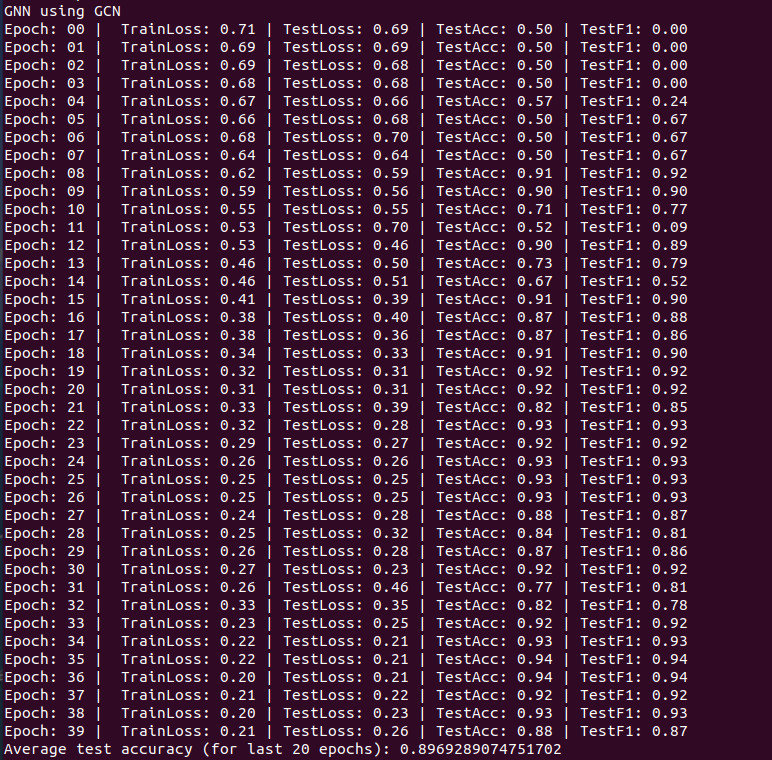 GNN using GCN
Epoch: 00 |  TrainLoss: 0.71 | TestLoss: 0.69 | TestAcc: 0.50 | TestF1: 0.00
Epoch: 01 |  TrainLoss: 0.69 | TestLoss: 0.69 | TestAcc: 0.50 | TestF1: 0.00
Epoch: 02 |  TrainLoss: 0.69 | TestLoss: 0.68 | TestAcc: 0.50 | TestF1: 0.00
Epoch: 03 |  TrainLoss: 0.68 | TestLoss: 0.68 | TestAcc: 0.50 | TestF1: 0.00
Epoch: 04 |  TrainLoss: 0.67 | TestLoss: 0.66 | TestAcc: 0.57 | TestF1: 0.24
Epoch: 05 |  TrainLoss: 0.66 | TestLoss: 0.68 | TestAcc: 0.50 | TestF1: 0.67
Epoch: 06 |  TrainLoss: 0.68 | TestLoss: 0.70 | TestAcc: 0.50 | TestF1: 0.67
Epoch: 07 |  TrainLoss: 0.64 | TestLoss: 0.64 | TestAcc: 0.50 | TestF1: 0.67
Epoch: 08 |  TrainLoss: 0.62 | TestLoss: 0.59 | TestAcc: 0.91 | TestF1: 0.92
Epoch: 09 |  TrainLoss: 0.59 | TestLoss: 0.56 | TestAcc: 0.90 | TestF1: 0.90
Epoch: 10 |  TrainLoss: 0.55 | TestLoss: 0.55 | TestAcc: 0.71 | TestF1: 0.77
Epoch: 11 |  TrainLoss: 0.53 | TestLoss: 0.70 | TestAcc: 0.52 | TestF1: 0.09
Epoch: 12 |  TrainLoss: 0.53 | TestLoss: 0.46 | TestAcc: 0.90 | TestF1: 0.89
Epoch: 13 |  TrainLoss: 0.46 | TestLoss: 0.50 | TestAcc: 0.73 | TestF1: 0.79
Epoch: 14 |  TrainLoss: 0.46 | TestLoss: 0.51 | TestAcc: 0.67 | TestF1: 0.52
Epoch: 15 |  TrainLoss: 0.41 | TestLoss: 0.39 | TestAcc: 0.91 | TestF1: 0.90
Epoch: 16 |  TrainLoss: 0.38 | TestLoss: 0.40 | TestAcc: 0.87 | TestF1: 0.88
Epoch: 17 |  TrainLoss: 0.38 | TestLoss: 0.36 | TestAcc: 0.87 | TestF1: 0.86
Epoch: 18 |  TrainLoss: 0.34 | TestLoss: 0.33 | TestAcc: 0.91 | TestF1: 0.90
Epoch: 19 |  TrainLoss: 0.32 | TestLoss: 0.31 | TestAcc: 0.92 | TestF1: 0.92
Epoch: 20 |  TrainLoss: 0.31 | TestLoss: 0.31 | TestAcc: 0.92 | TestF1: 0.92
Epoch: 21 |  TrainLoss: 0.33 | TestLoss: 0.39 | TestAcc: 0.82 | TestF1: 0.85
Epoch: 22 |  TrainLoss: 0.32 | TestLoss: 0.28 | TestAcc: 0.93 | TestF1: 0.93
Epoch: 23 |  TrainLoss: 0.29 | TestLoss: 0.27 | TestAcc: 0.92 | TestF1: 0.92
Epoch: 24 |  TrainLoss: 0.26 | TestLoss: 0.26 | TestAcc: 0.93 | TestF1: 0.93
Epoch: 25 |  TrainLoss: 0.25 | TestLoss: 0.25 | TestAcc: 0.93 | TestF1: 0.93
Epoch: 26 |  TrainLoss: 0.25 | TestLoss: 0.25 | TestAcc: 0.93 | TestF1: 0.93
Epoch: 27 |  TrainLoss: 0.24 | TestLoss: 0.28 | TestAcc: 0.88 | TestF1: 0.87
Epoch: 28 |  TrainLoss: 0.25 | TestLoss: 0.32 | TestAcc: 0.84 | TestF1: 0.81
Epoch: 29 |  TrainLoss: 0.26 | TestLoss: 0.28 | TestAcc: 0.87 | TestF1: 0.86
Epoch: 30 |  TrainLoss: 0.27 | TestLoss: 0.23 | TestAcc: 0.92 | TestF1: 0.92
Epoch: 31 |  TrainLoss: 0.26 | TestLoss: 0.46 | TestAcc: 0.77 | TestF1: 0.81
Epoch: 32 |  TrainLoss: 0.33 | TestLoss: 0.35 | TestAcc: 0.82 | TestF1: 0.78
Epoch: 33 |  TrainLoss: 0.23 | TestLoss: 0.25 | TestAcc: 0.92 | TestF1: 0.92
Epoch: 34 |  TrainLoss: 0.22 | TestLoss: 0.21 | TestAcc: 0.93 | TestF1: 0.93
Epoch: 35 |  TrainLoss: 0.22 | TestLoss: 0.21 | TestAcc: 0.94 | TestF1: 0.94
Epoch: 36 |  TrainLoss: 0.20 | TestLoss: 0.21 | TestAcc: 0.94 | TestF1: 0.94
Epoch: 37 |  TrainLoss: 0.21 | TestLoss: 0.22 | TestAcc: 0.92 | TestF1: 0.92
Epoch: 38 |  TrainLoss: 0.20 | TestLoss: 0.23 | TestAcc: 0.93 | TestF1: 0.93
Epoch: 39 |  TrainLoss: 0.21 | TestLoss: 0.26 | TestAcc: 0.88 | TestF1: 0.87
Average test accuracy (for last 20 epochs): 0.8969289074751702